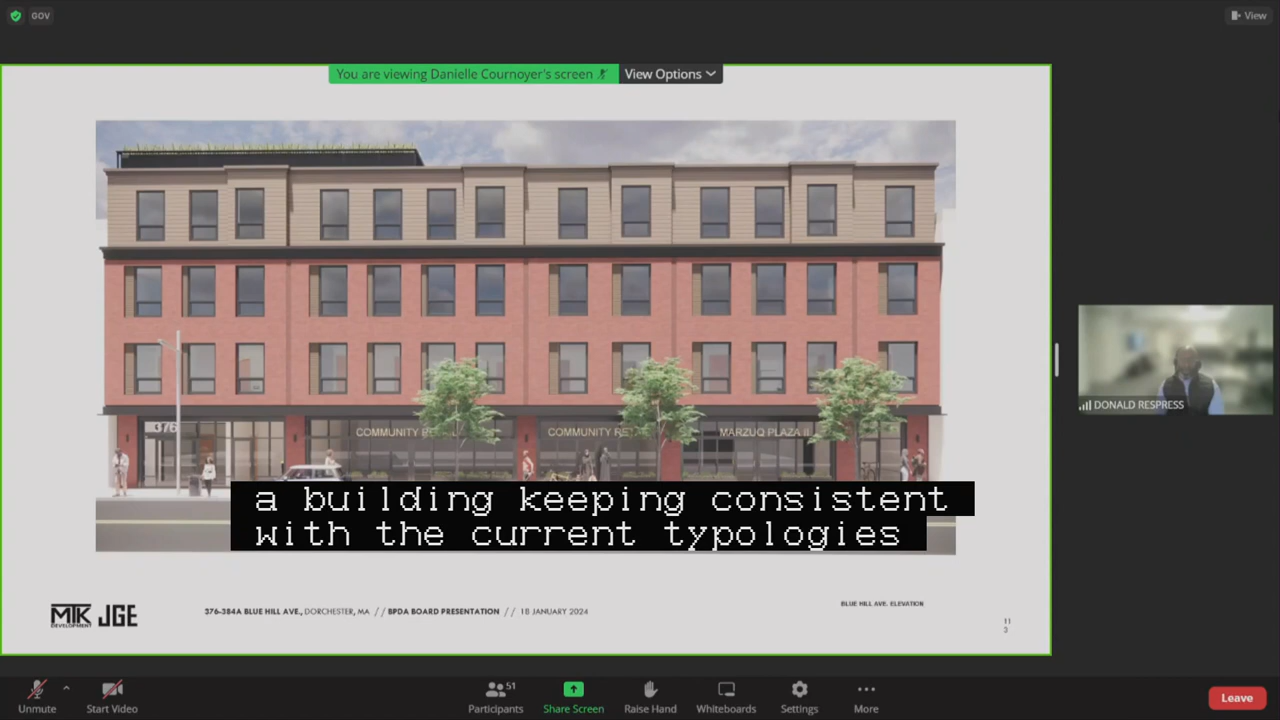 GOV
View
You are viewing Danielle Cournoyer's screen
View Options
376
COMMUNITY
COMMUNITY
MARZUQ PLAZA II
a building keeping consistent
with the current typologies
DONALD RESPRESS
MTK
DEVELOPMENT
JGE
376-384A BLUE HILL AVE., DORCHESTER, MA // BPDA BOARD PRESENTATION // 18 JANUARY 2024
BLUE HILL AVE. ELEVATION
11
3
Unmute
Start Video
51
Participants
Share Screen
Raise Hand
Whiteboards
Settings
More
Leave